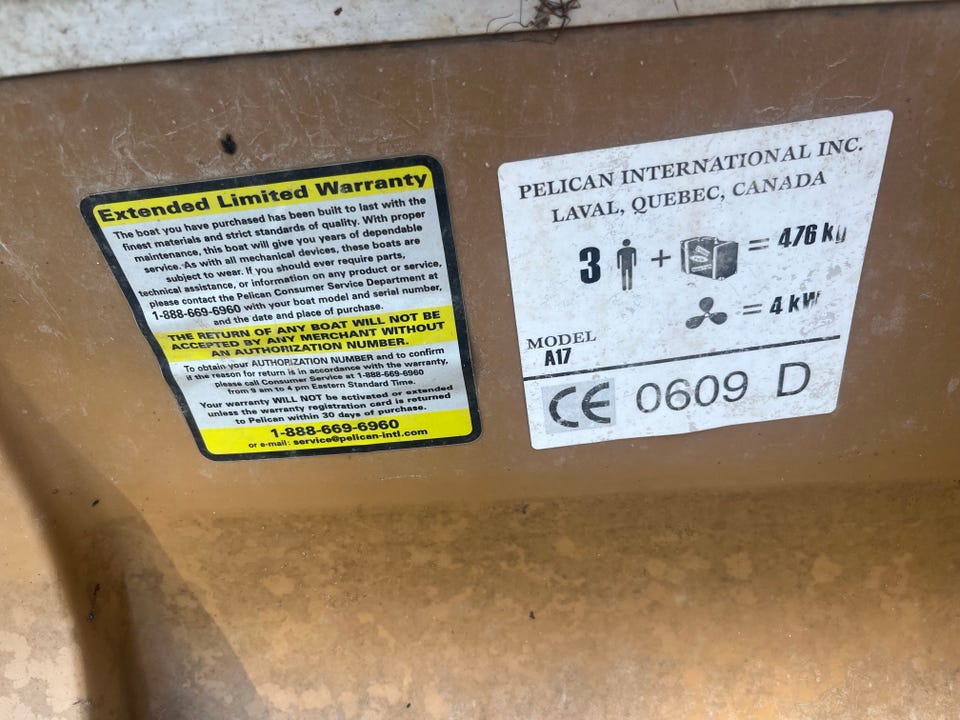 Extended Limited Warranty
The boat you have purchased has been built to last with the
finest materials and strict standards of quality. With proper
maintenance, this boat will give you years of dependable
service. As with all mechanical devices, these boats are
subject to wear. If you should ever require parts,
technical assistance, or information on any product or service,
please contact the Pelican Consumer Service Department at
1-888-669-6960 with your boat model and serial number,
and the date and place of purchase.
THE RETURN OF ANY BOAT WILL NOT BE
ACCEPTED BY ANY MERCHANT WITHOUT
AN AUTHORIZATION NUMBER.
To obtain your AUTHORIZATION NUMBER and to confirm
if the reason for return is in accordance with the warranty,
please call Consumer Service at 1-888-669-6960
from 9 am to 4 pm Eastern Standard Time.
Your warranty WILL NOT be activated or extended
unless the warranty registration card is returned
to Pelican within 30 days of purchase.
1-888-669-6960
or e-mail: service@pelican-intl.com
PELICAN INTERNATIONAL INC.
LAVAL, QUEBEC, CANADA
3 + = 476 kg
= 4 kW
MODEL
A17
CE 0609 D